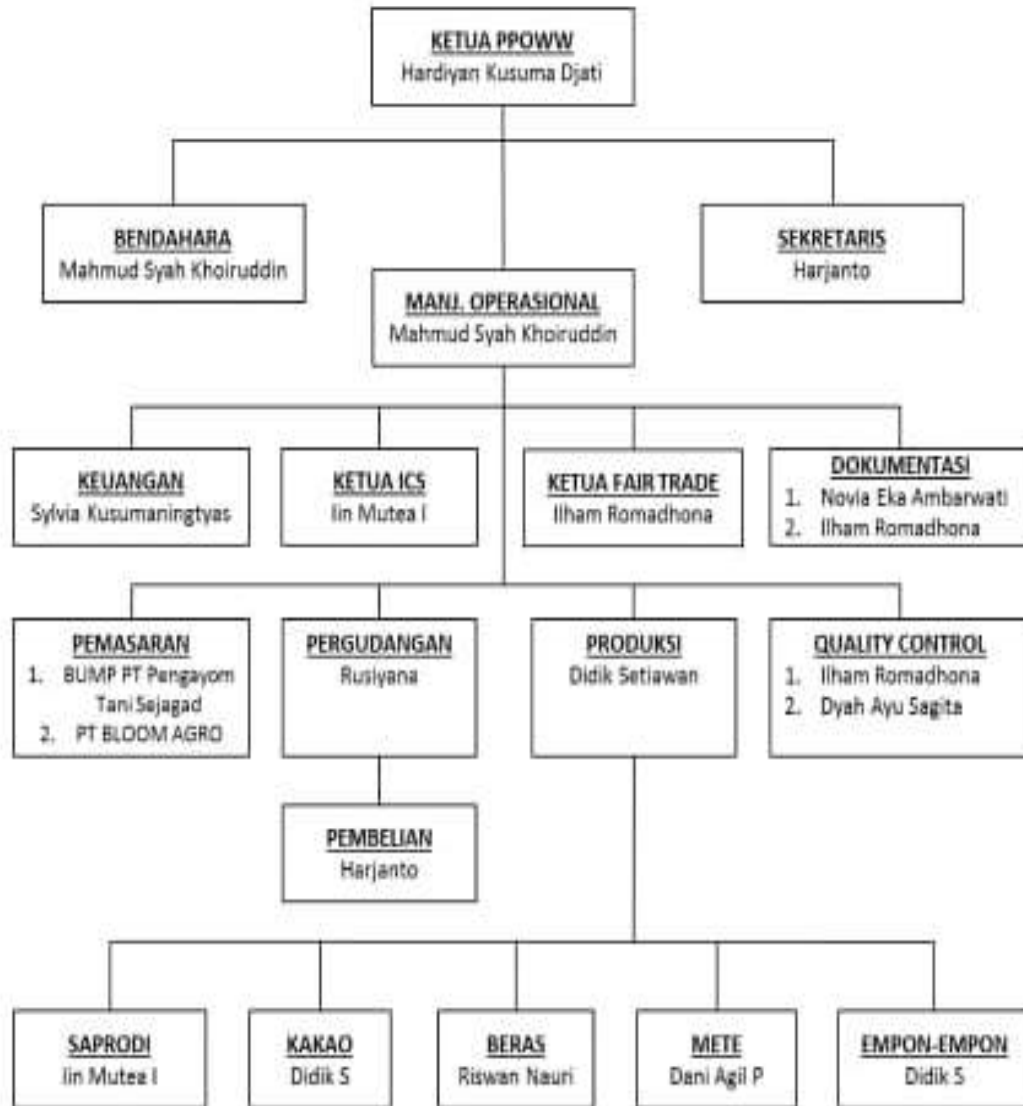 KETUA PPOWW
Hardiyan Kusuma Djati
BENDAHARA
Mahmud Syah Khoiruddin
SEKRETARIS
Harjanto
MANJ. OPERASIONAL
Mahmud Syah Khoiruddin
KEUANGAN
Sylvia Kusumaningtyas
KETUA ICS
Iin Mutea I
KETUA FAIR TRADE
Ilham Romadhona
DOKUMENTASI
1. Novia Eka Ambarwati
2. Ilham Romadhona
PEMASARAN
1. BUMP PT Pengayom
Tani Sejagad
2. PT BLOOM AGRO
PERGUDANGAN
Rusiyana
PRODUKSI
Didik Setiawan
QUALITY CONTROL
1. Ilham Romadhona
2. Dyah Ayu Sagita
PEMBELIAN
Harjanto
SAPRODI
Iin Mutea I
KAKAO
Didik S
BERAS
Riswan Nauri
METE
Dani Agil P
EMPON-EMPON
Didik S